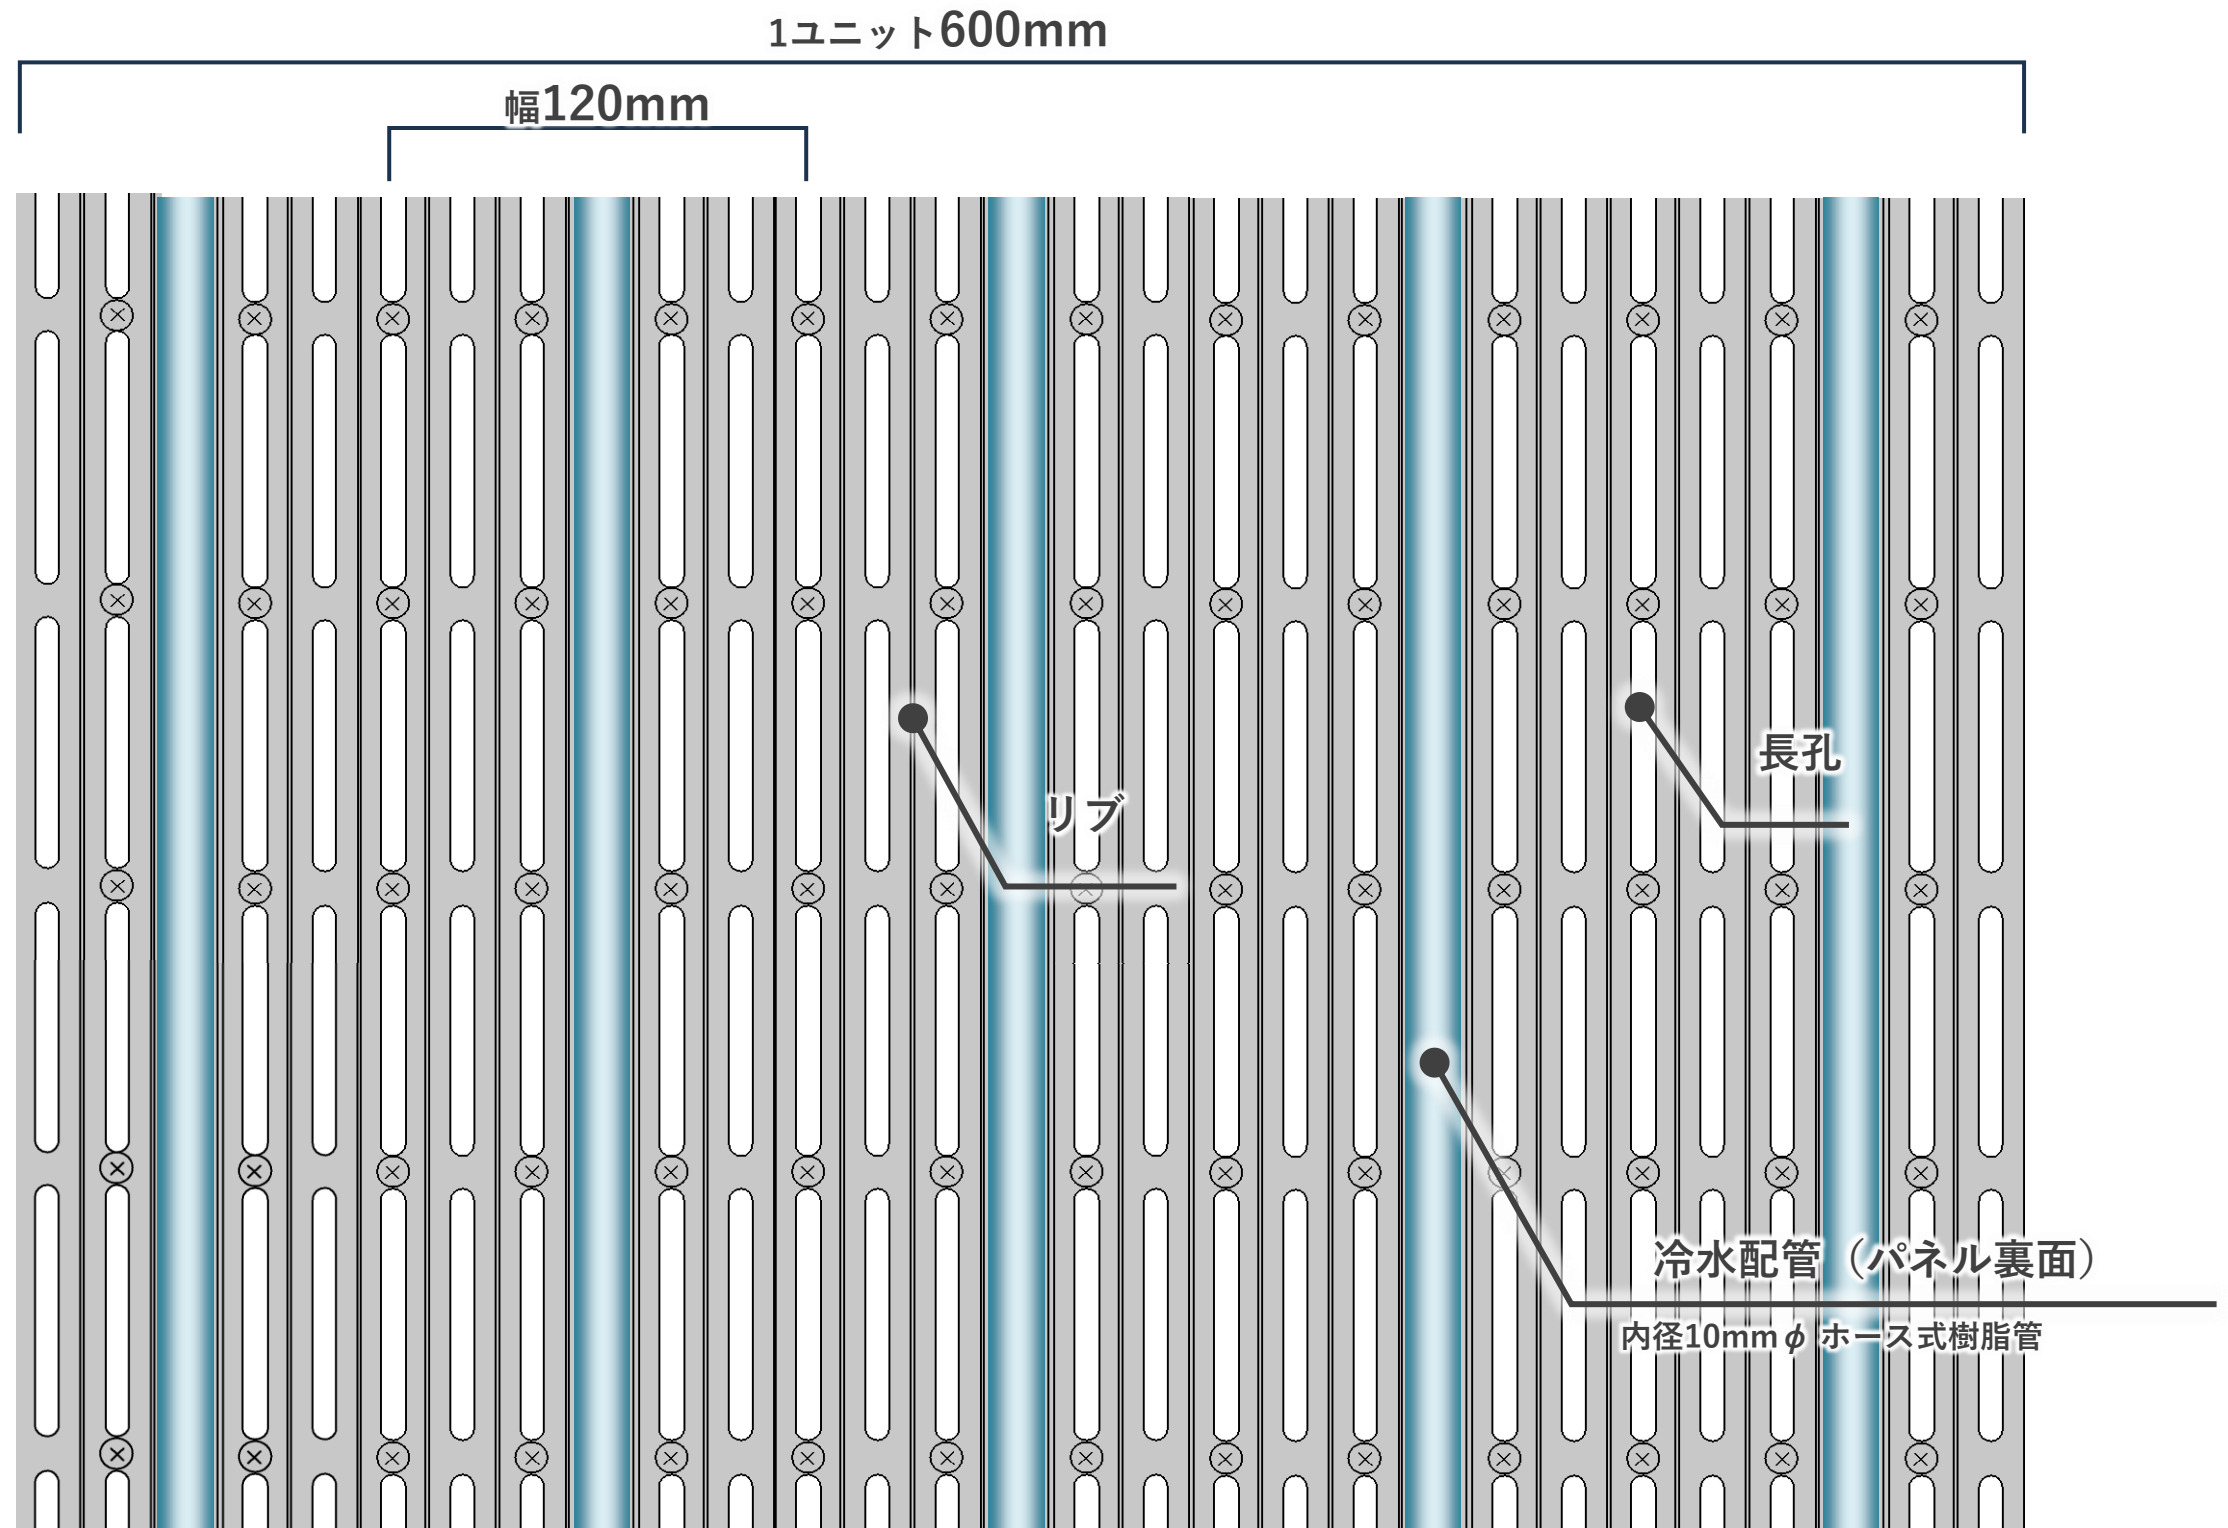 1ユニット600mm
幅120mm
長孔
リブ
冷水配管（パネル裏面）
内径10mmφ ホース式樹脂管